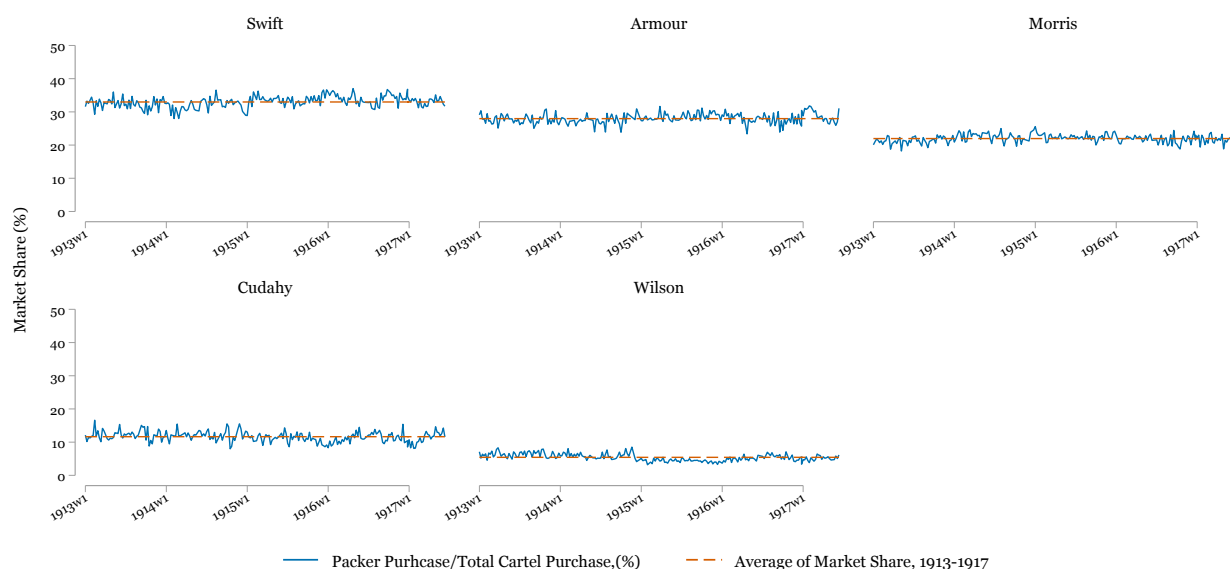 Swift
Armour
Morris
Market Share (%)
50
40
30
20
10
0
1913w1
1914w1
1915w1
1916w1
1917w1
1913w1
1914w1
1915w1
1916w1
1917w1
1913w1
1914w1
1915w1
1916w1
1917w1
Cudahy
Wilson
50
40
30
20
10
0
1913w1
1914w1
1915w1
1916w1
1917w1
1913w1
1914w1
1915w1
1916w1
1917w1
Packer Purhcase/Total Cartel Purchase,(%)
Average of Market Share, 1913-1917